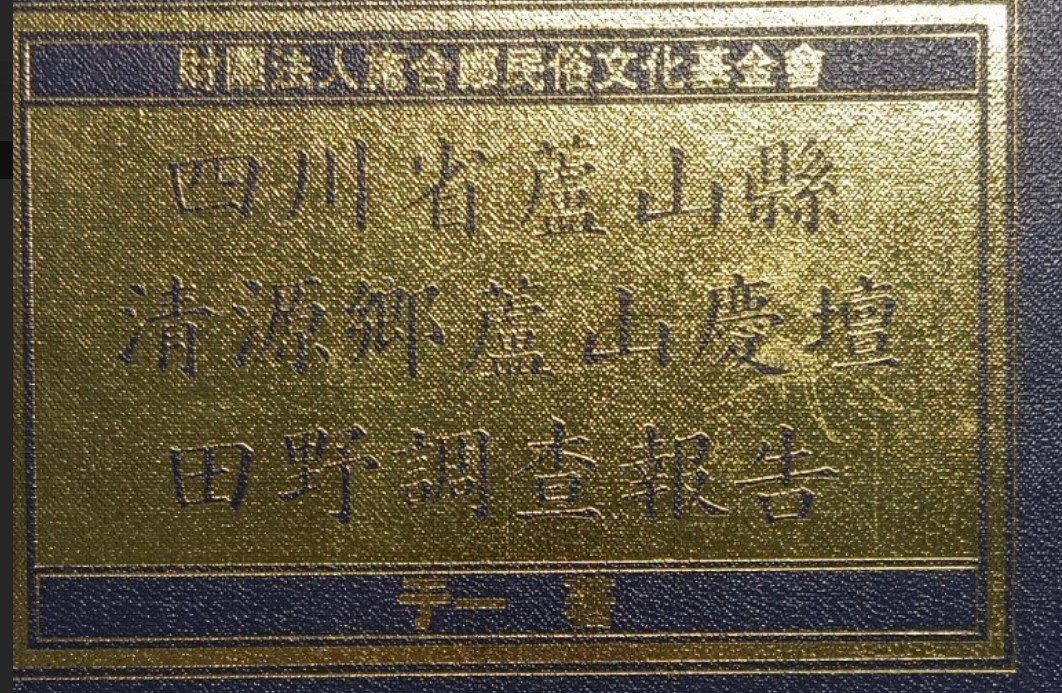 財團法人施合鄭民俗文化基金會
四川省蘆山縣
清源鄉蘆山慶壇
田野調查報告
于一 著